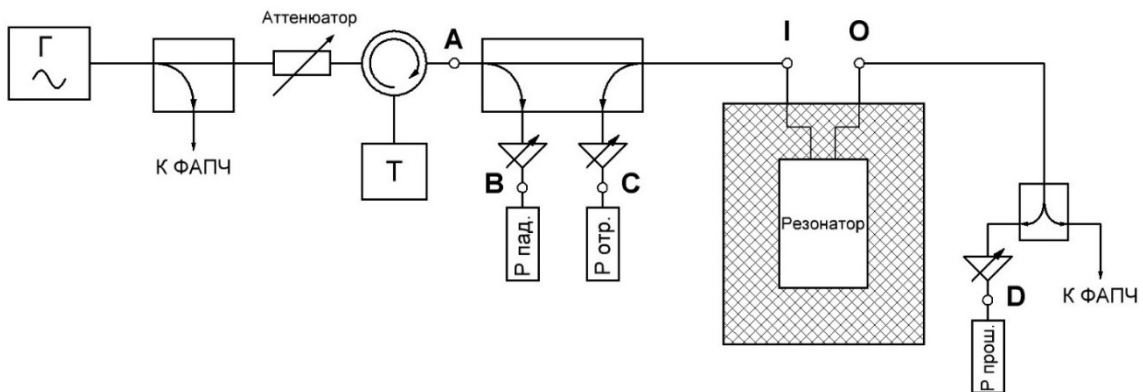 Г
Аттенюатор
A
I
O
К ФАПЧ
T
B
C
Р пад.
Р отр.
Резонатор
D
К ФАПЧ
Р прош.